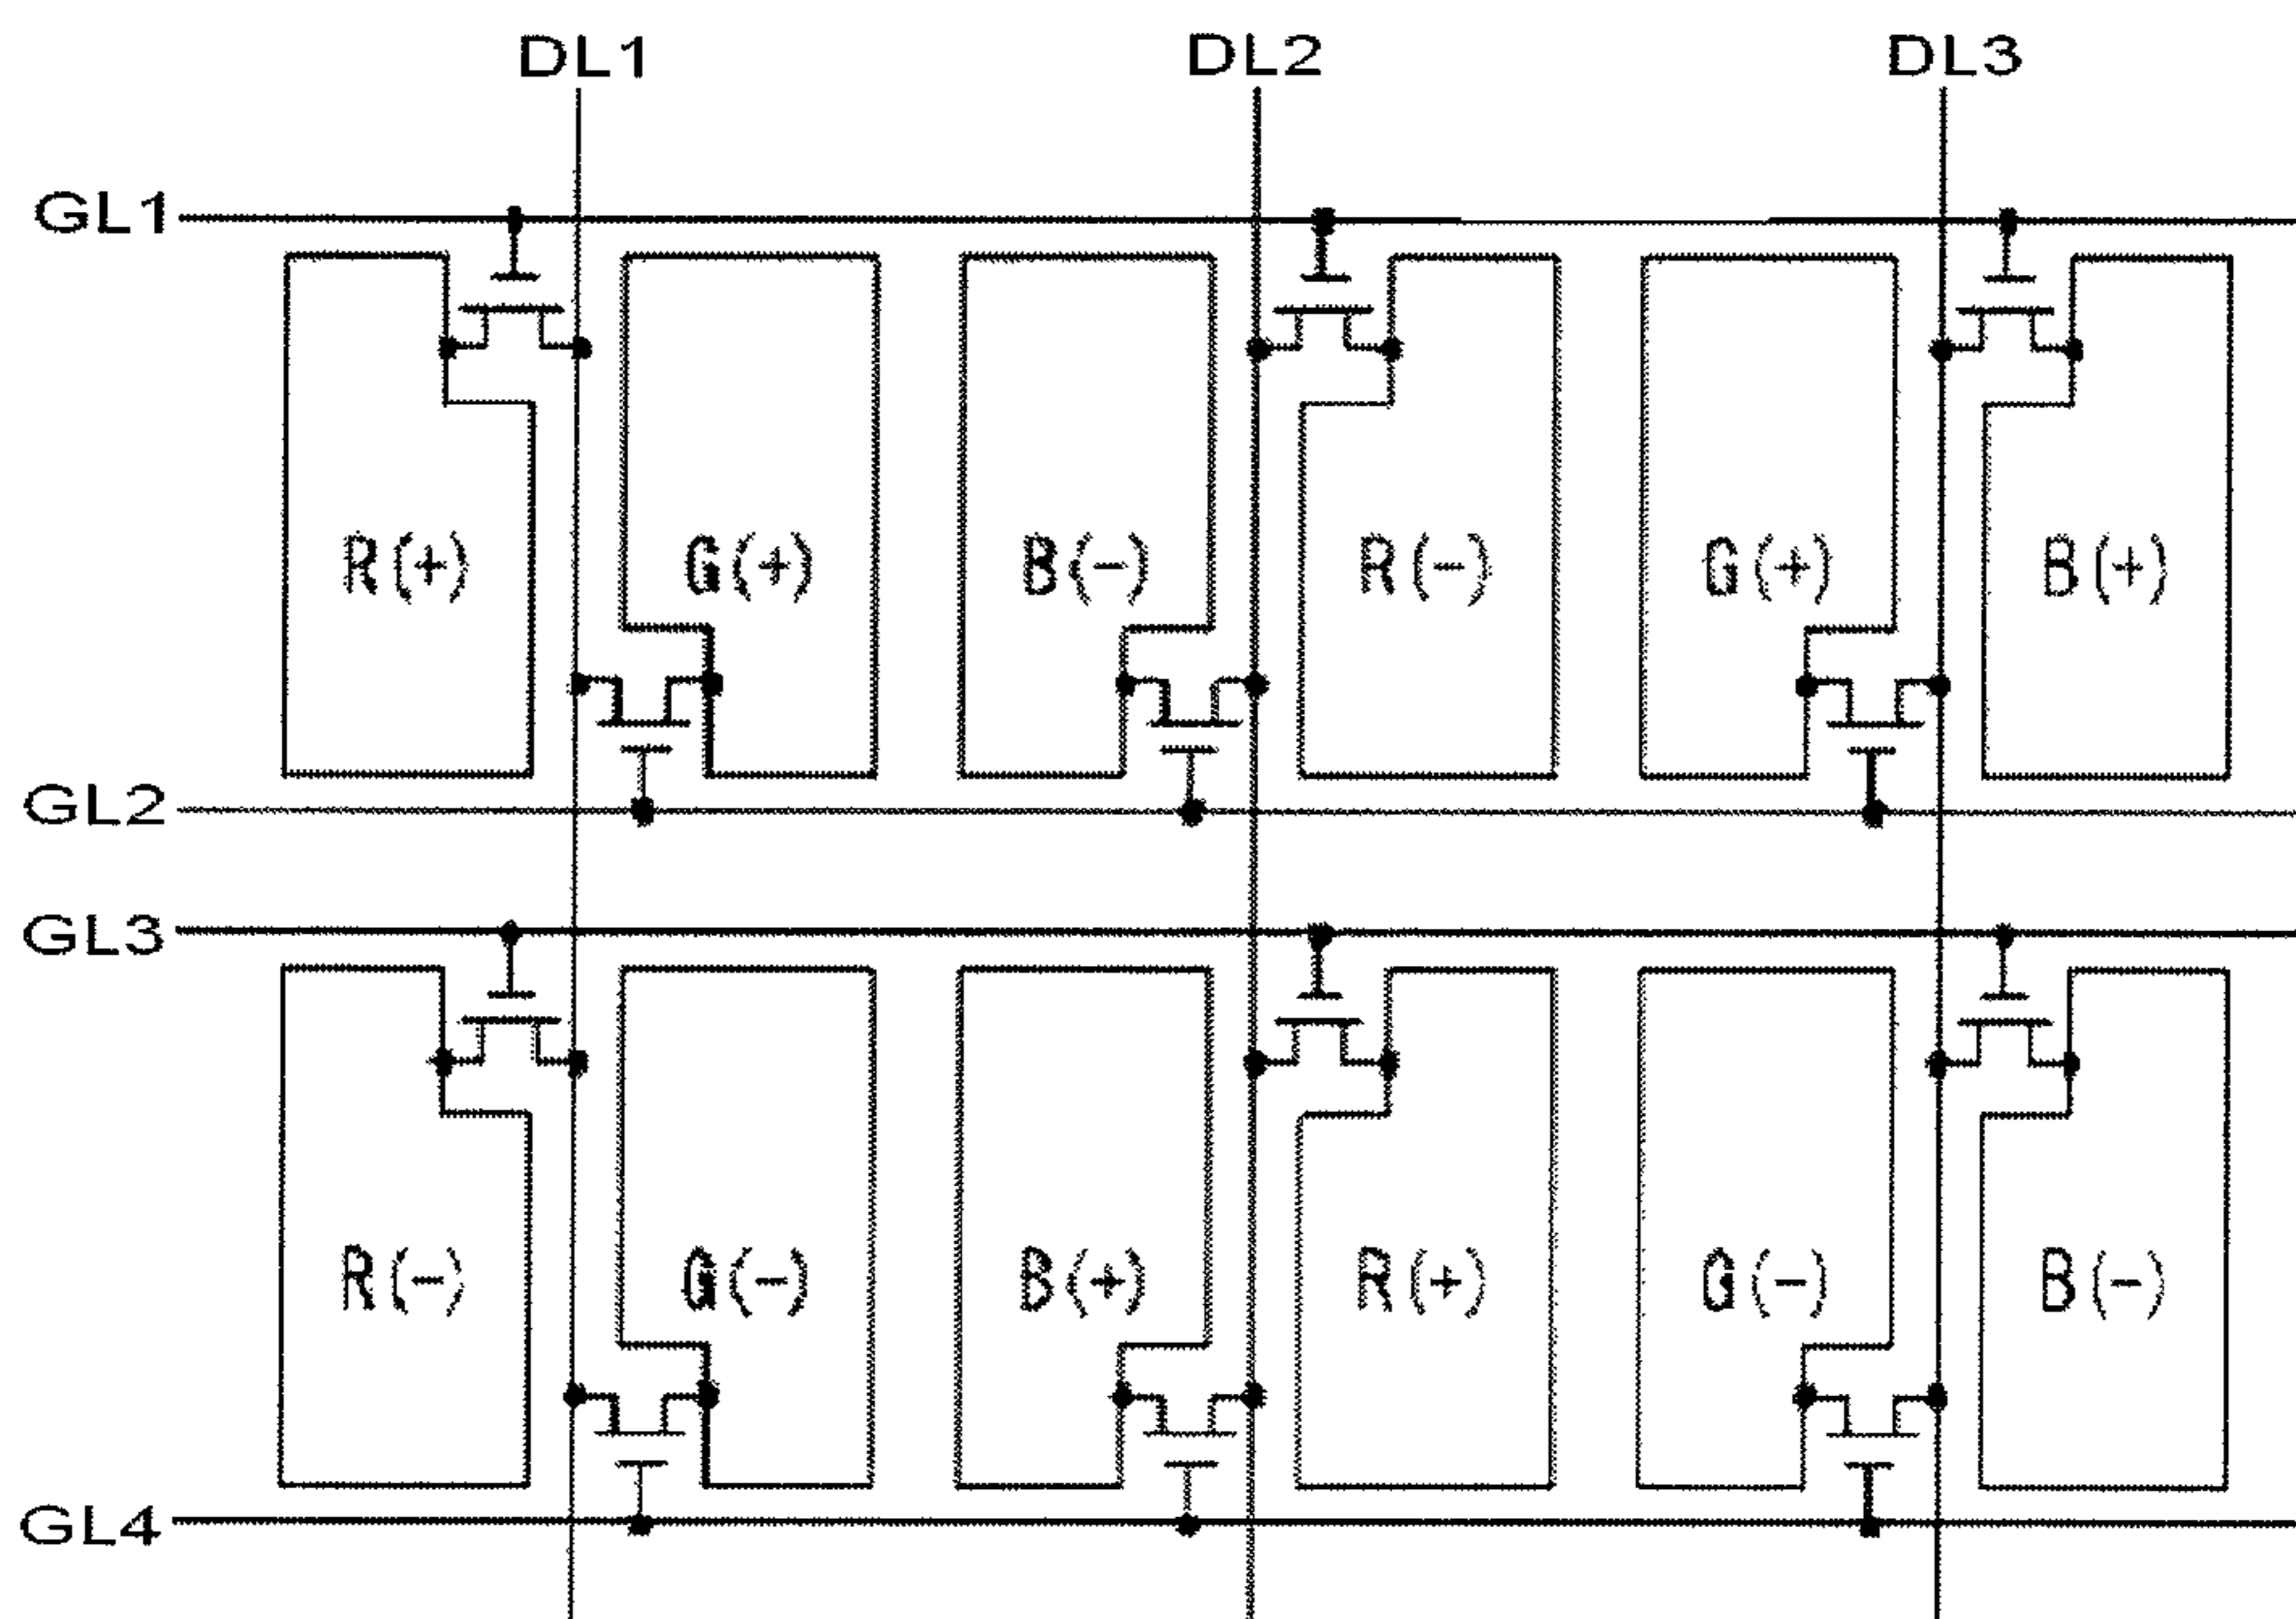 DL1 DL2 DL3
GL1
R(+) G(+) B(-) R(-) G(+) B(+)
GL2
GL3
R(-) G(-) B(+) R(+) G(-) B(-)
GL4